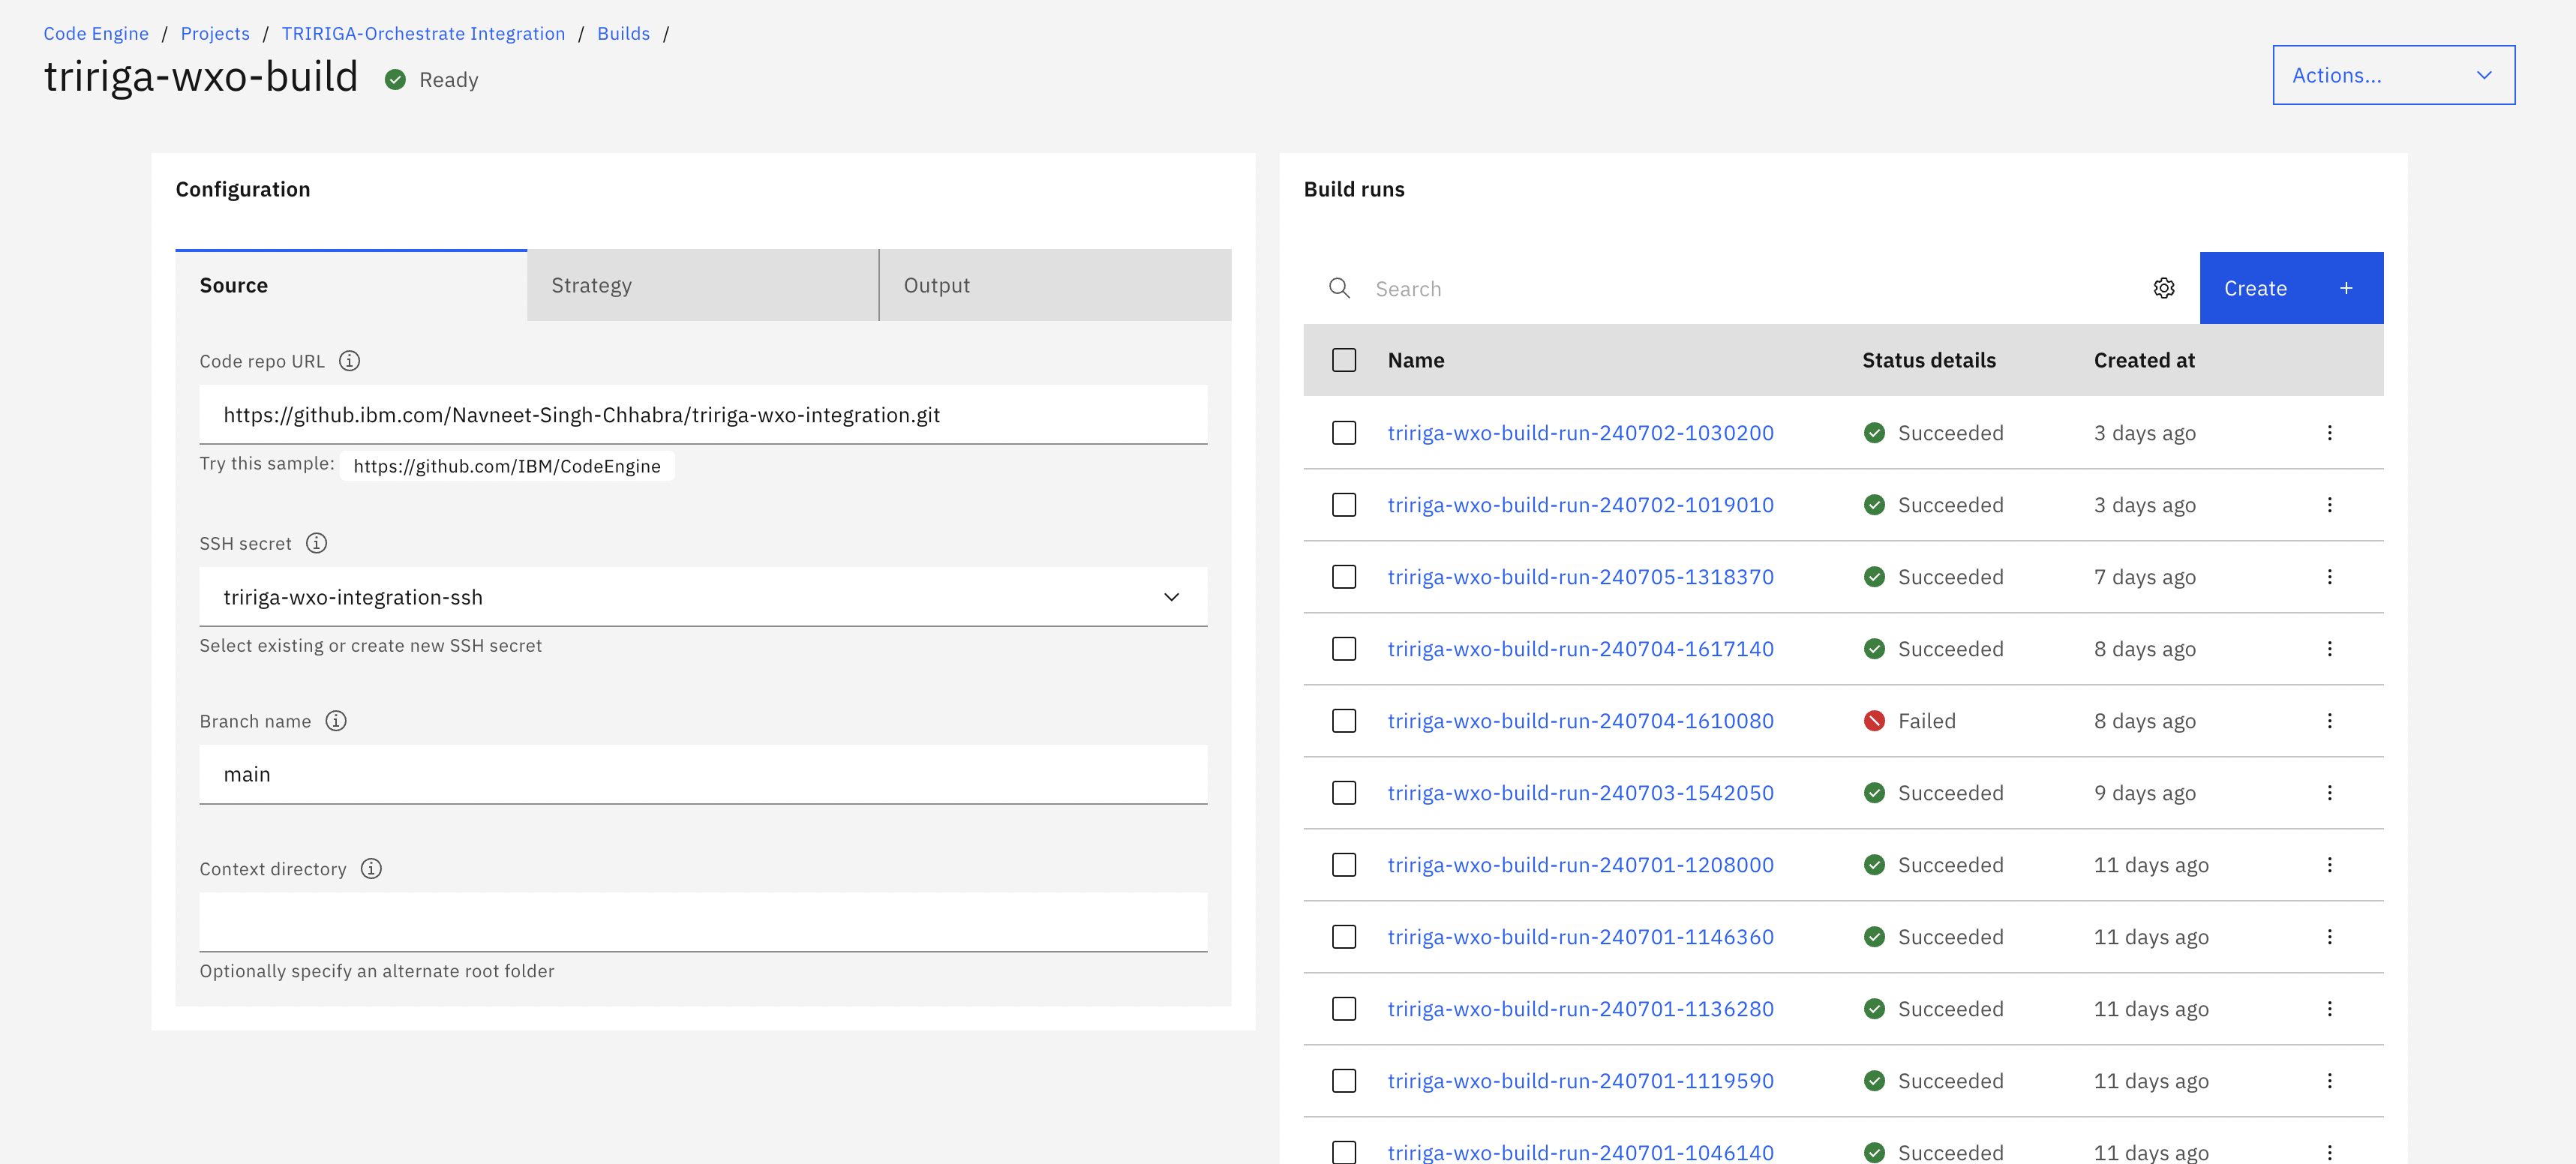 Code Engine / Projects / TRIRIGA-Orchestrate Integration / Builds /
tririga-wxo-build Ready
Actions...
Configuration
Source Strategy Output
Code repo URL
https://github.ibm.com/Navneet-Singh-Chhabra/tririga-wxo-integration.git
Try this sample: https://github.com/IBM/CodeEngine
SSH secret
tririga-wxo-integration-ssh
Select existing or create new SSH secret
Branch name
main
Context directory
Optionally specify an alternate root folder
Build runs
Search Create +
Name Status details Created at
tririga-wxo-build-run-240702-1030200 Succeeded 3 days ago
tririga-wxo-build-run-240702-1019010 Succeeded 3 days ago
tririga-wxo-build-run-240705-1318370 Succeeded 7 days ago
tririga-wxo-build-run-240704-1617140 Succeeded 8 days ago
tririga-wxo-build-run-240704-1610080 Failed 8 days ago
tririga-wxo-build-run-240703-1542050 Succeeded 9 days ago
tririga-wxo-build-run-240701-1208000 Succeeded 11 days ago
tririga-wxo-build-run-240701-1146360 Succeeded 11 days ago
tririga-wxo-build-run-240701-1136280 Succeeded 11 days ago
tririga-wxo-build-run-240701-1119590 Succeeded 11 days ago
tririga-wxo-build-run-240701-1046140 Succeeded 11 days ago